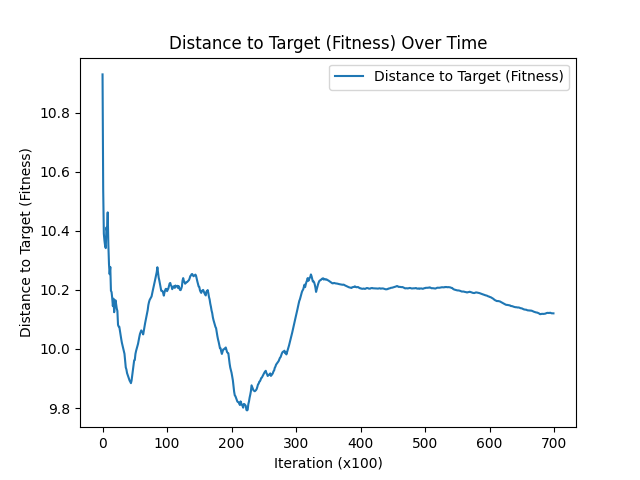 Distance to Target (Fitness) Over Time
Distance to Target (Fitness)
Distance to Target (Fitness)
10.8
10.6
10.4
10.2
10.0
9.8
0 100 200 300 400 500 600 700
Iteration (x100)